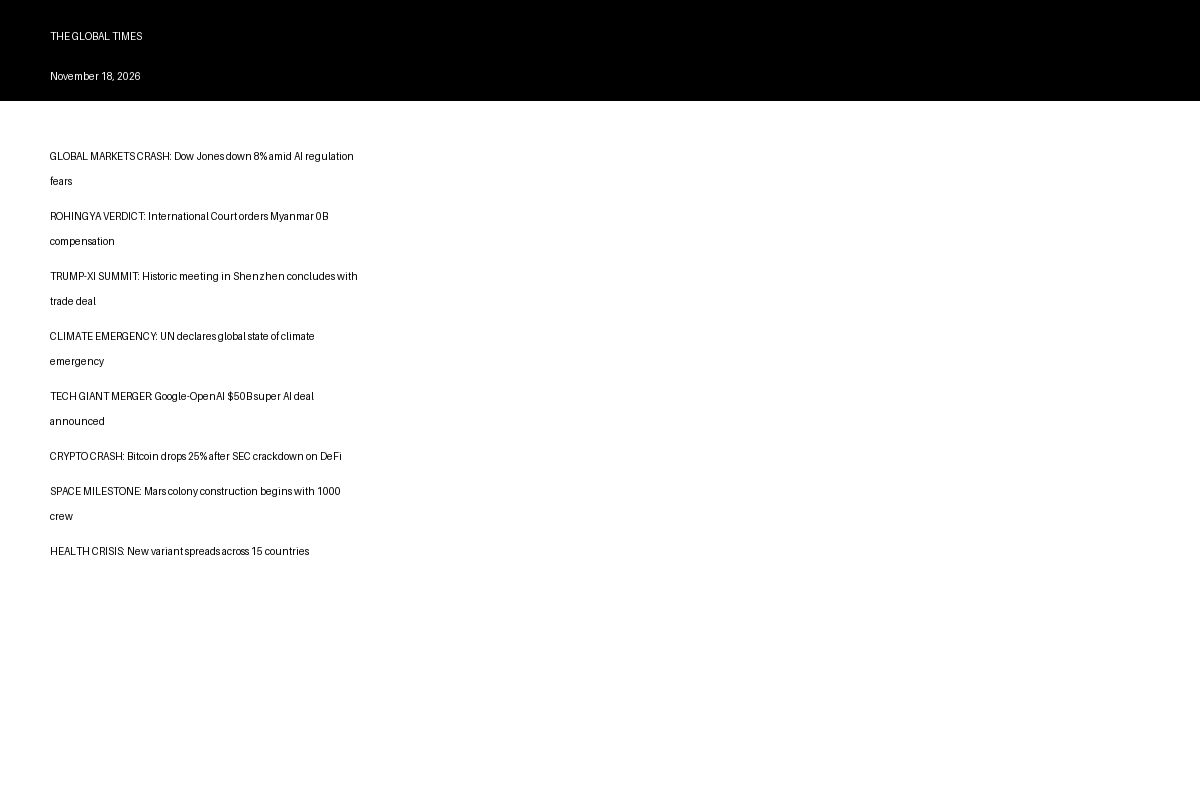 THE GLOBAL TIMES
November 18, 2026
GLOBAL MARKETS CRASH: Dow Jones down 8% amid AI regulation
fears
ROHINGYA VERDICT: International Court orders Myanmar 0B
compensation
TRUMP-XI SUMMIT: Historic meeting in Shenzhen concludes with
trade deal
CLIMATE EMERGENCY: UN declares global state of climate
emergency
TECH GIANT MERGER: Google-OpenAI $50B super AI deal
announced
CRYPTO CRASH: Bitcoin drops 25% after SEC crackdown on DeFi
SPACE MILESTONE: Mars colony construction begins with 1000
crew
HEALTH CRISIS: New variant spreads across 15 countries